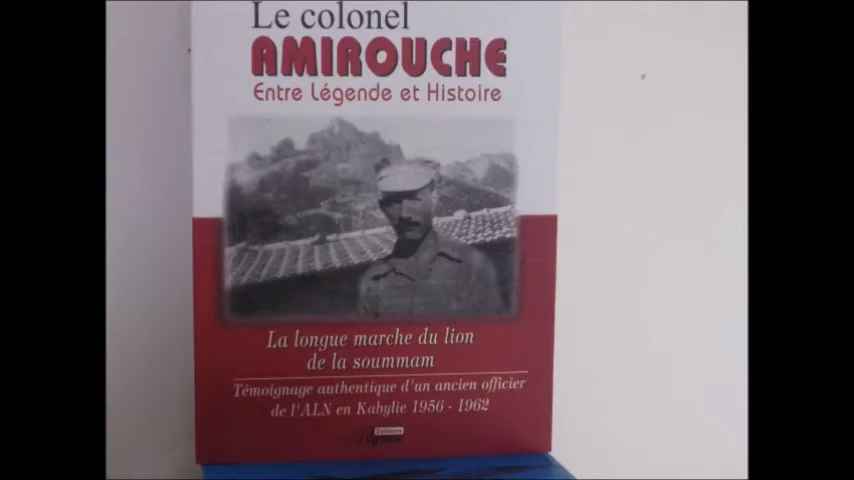 Le colonel
AMIROUCHE
Entre Légende et Histoire
La longue marche du lion
de la soummam
Témoignage authentique d'un ancien officier
de l'ALN en Kabylie 1956 - 1962
Editions